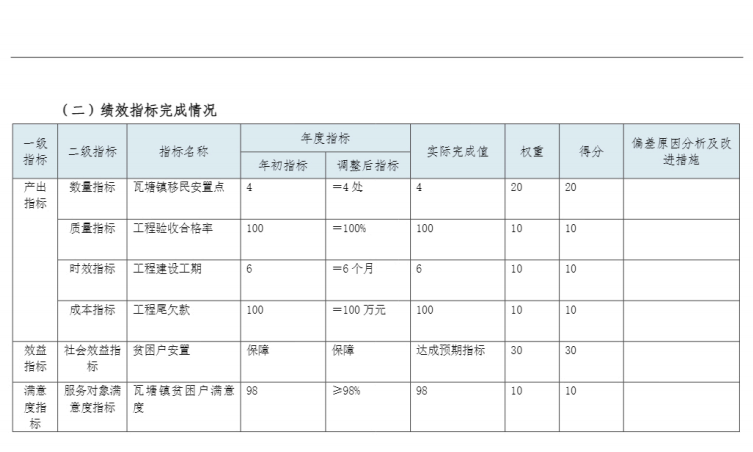 （二）绩效指标完成情况
一级指标 二级指标 指标名称 年度指标 实际完成值 权重 得分 偏差原因分析及改进措施
年初指标 调整后指标
产出指标 数量指标 瓦塘镇移民安置点 4 ＝4 处 4 20 20
质量指标 工程验收合格率 100 ＝100% 100 10 10
时效指标 工程建设工期 6 ＝6 个月 6 10 10
成本指标 工程尾欠款 100 ＝100 万元 100 10 10
效益指标 社会效益指标 贫困户安置 保障 保障 达成预期指标 30 30
满意度指标 服务对象满意度指标 瓦塘镇贫困户满意度 98 ≥98% 98 10 10